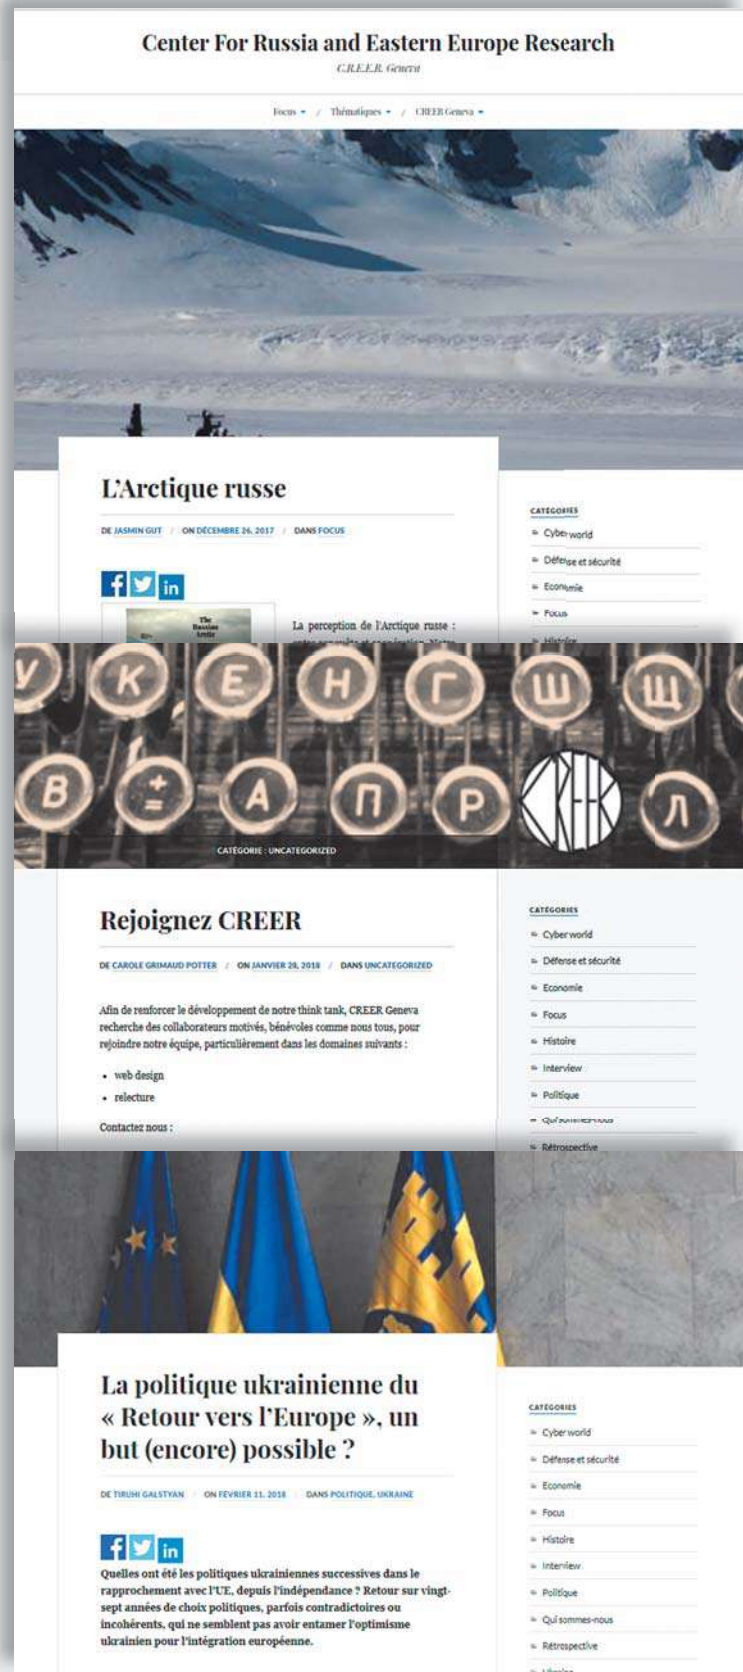 Center For Russia and Eastern Europe Research
C.R.E.E.R. Geneva
Focus / Thématiques / CREER Geneva
L'Arctique russe
DE JASMIN GUT / ON DÉCEMBRE 26, 2017 / DANS FOCUS
The
Russian
Arctic
La perception de l'Arctique russe :
CATÉGORIES
Cyber world
Défense et sécurité
Economie
Focus
Histoire
У К Е Н Г Ш Щ
В ± А П Р CREER Л
CATÉGORIE : UNCATEGORIZED
Rejoignez CREER
DE CAROLE GRIMAUD POTTER / ON JANVIER 28, 2018 / DANS UNCATEGORIZED
Afin de renforcer le développement de notre think tank, CREER Geneva
recherche des collaborateurs motivés, bénévoles comme nous tous, pour
rejoindre notre équipe, particulièrement dans les domaines suivants :
• web design
• relecture
Contactez nous :
CATÉGORIES
Cyber world
Défense et sécurité
Economie
Focus
Histoire
Interview
Politique
Qui sommes-nous
Rétrospective
La politique ukrainienne du
« Retour vers l'Europe », un
but (encore) possible ?
DE TIRUHI GALSTYAN / ON FÉVRIER 11, 2018 / DANS POLITIQUE, UKRAINE
Quelles ont été les politiques ukrainiennes successives dans le
rapprochement avec l'UE, depuis l'indépendance ? Retour sur vingt-
sept années de choix politiques, parfois contradictoires ou
incohérents, qui ne semblent pas avoir entamer l'optimisme
ukrainien pour l'intégration européenne.
CATÉGORIES
Cyber world
Défense et sécurité
Economie
Focus
Histoire
Interview
Politique
Qui sommes-nous
Rétrospective